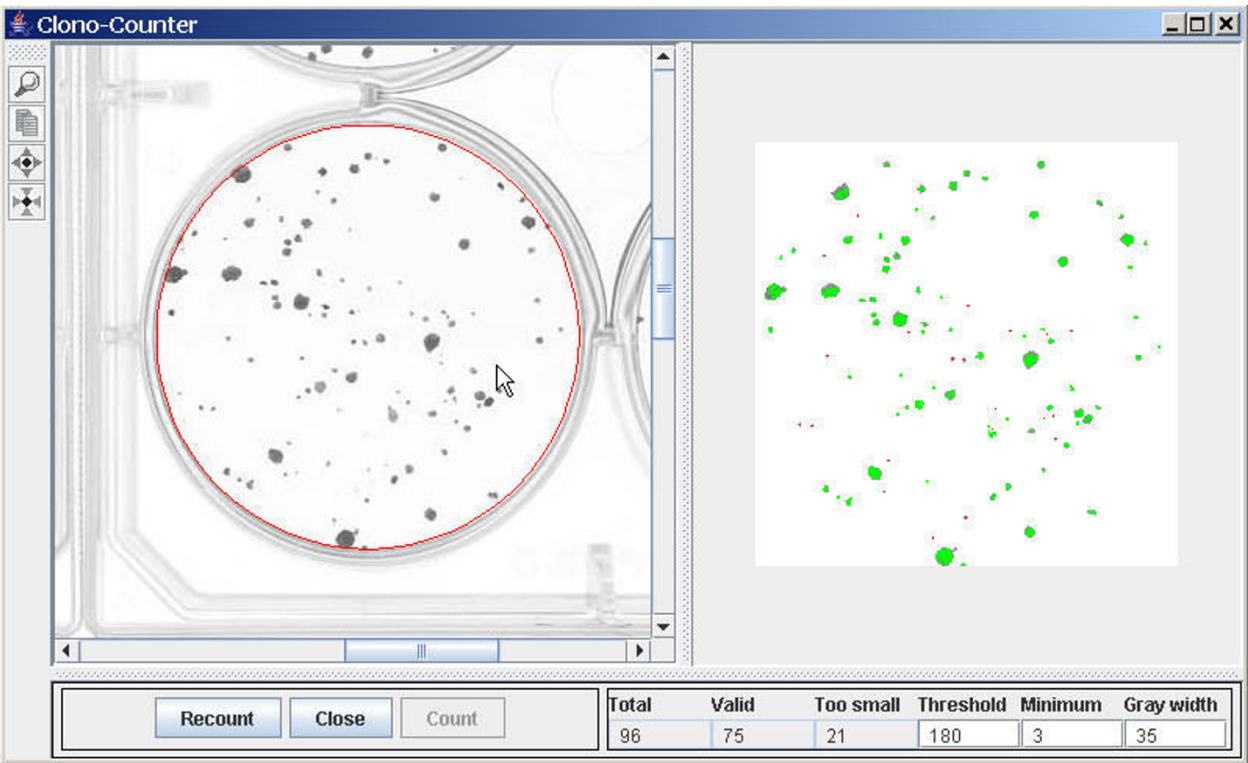 Clono-Counter
Recount Close Count
Total Valid Too small Threshold Minimum Gray width
96 75 21 180 3 35